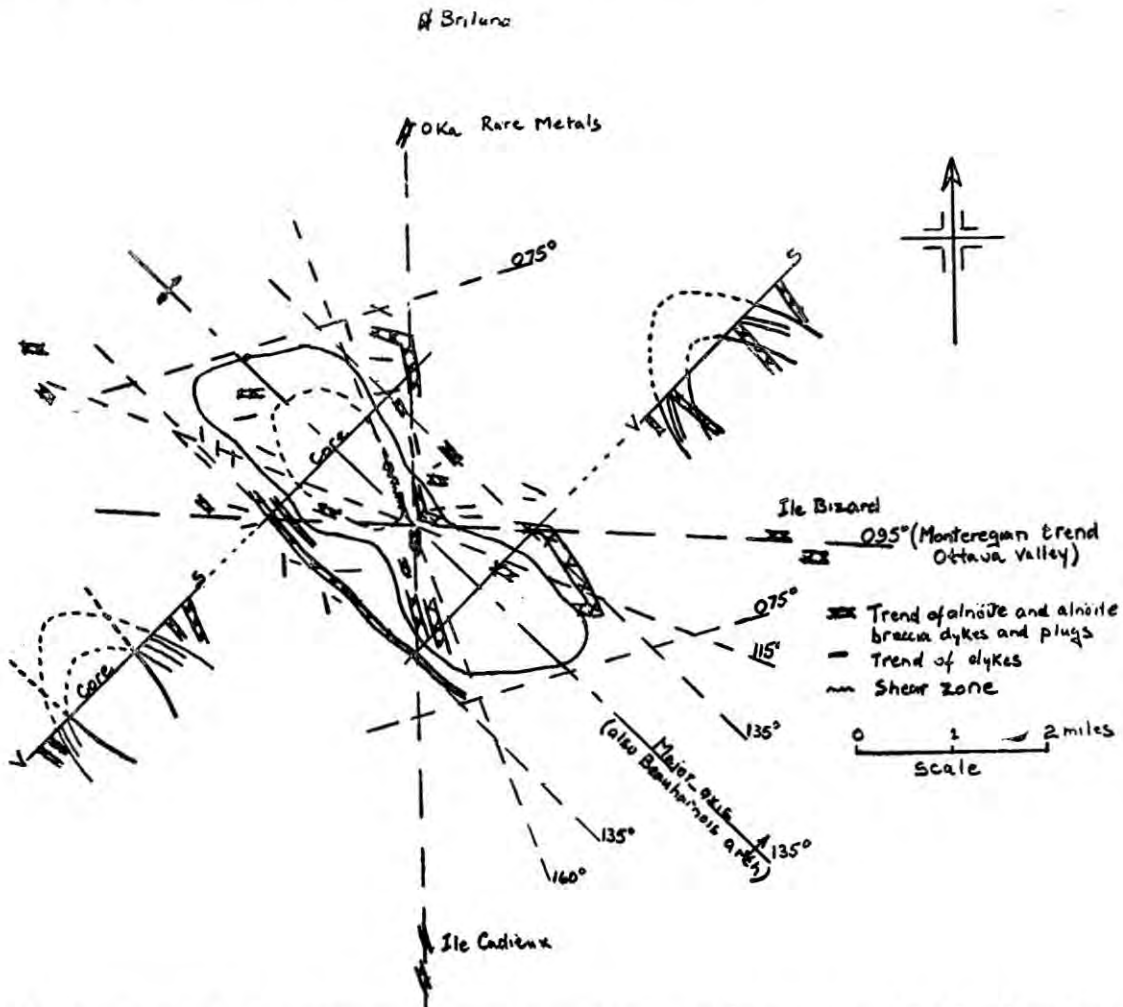 Briluna
Oka Rare Metals
075°
S
V
Core
Core
S
V
Ile Bizard
095° (Monteregian trend
Ottawa Valley)
075°
115°
135°
Trend of alnöite and alnöite
breccia dykes and plugs
Trend of dykes
Shear zone
0 1 2 miles
Scale
Major axis
(also Beauharnois arch)
135°
135°
160°
Ile Cadieux